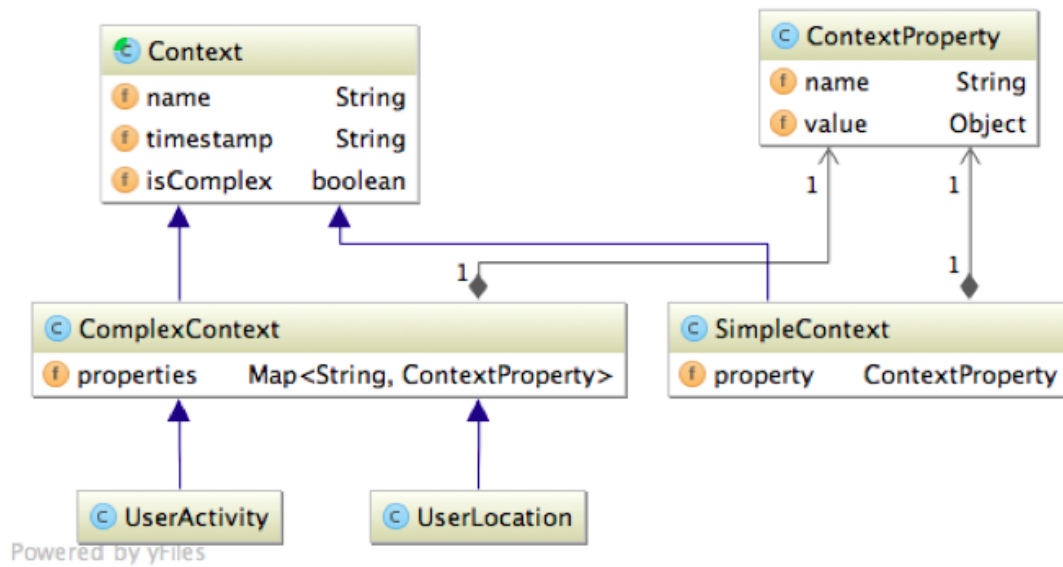 Context
name String
timestamp String
isComplex boolean
ContextProperty
name String
value Object
1 1
1 1
ComplexContext
properties Map<String, ContextProperty>
SimpleContext
property ContextProperty
UserActivity
UserLocation
Powered by yFiles